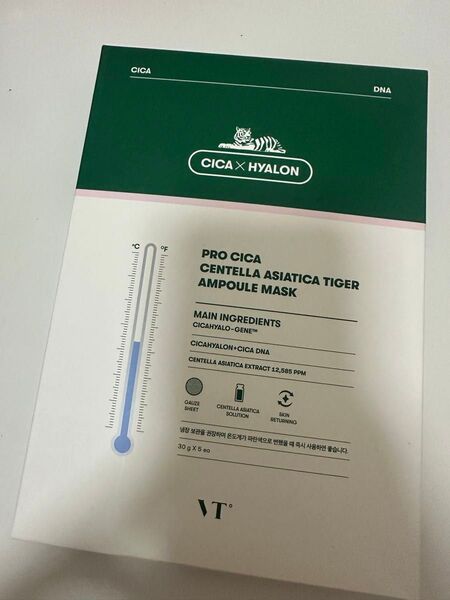 CICA
DNA
CICA × HYALON
°C
°F
PRO CICA
CENTELLA ASIATICA TIGER
AMPOULE MASK
MAIN INGREDIENTS
CICAHYALO-GENE™
CICAHYALON+CICA DNA
CENTELLA ASIATICA EXTRACT 12,585 PPM
GAUZE
SHEET
CENTELLA ASIATICA
SOLUTION
SKIN
RETURNING
냉장 보관을 권장하며 온도계가 파란색으로 변했을 때 즉시 사용하면 좋습니다.
30 g X 5 ea
VT°